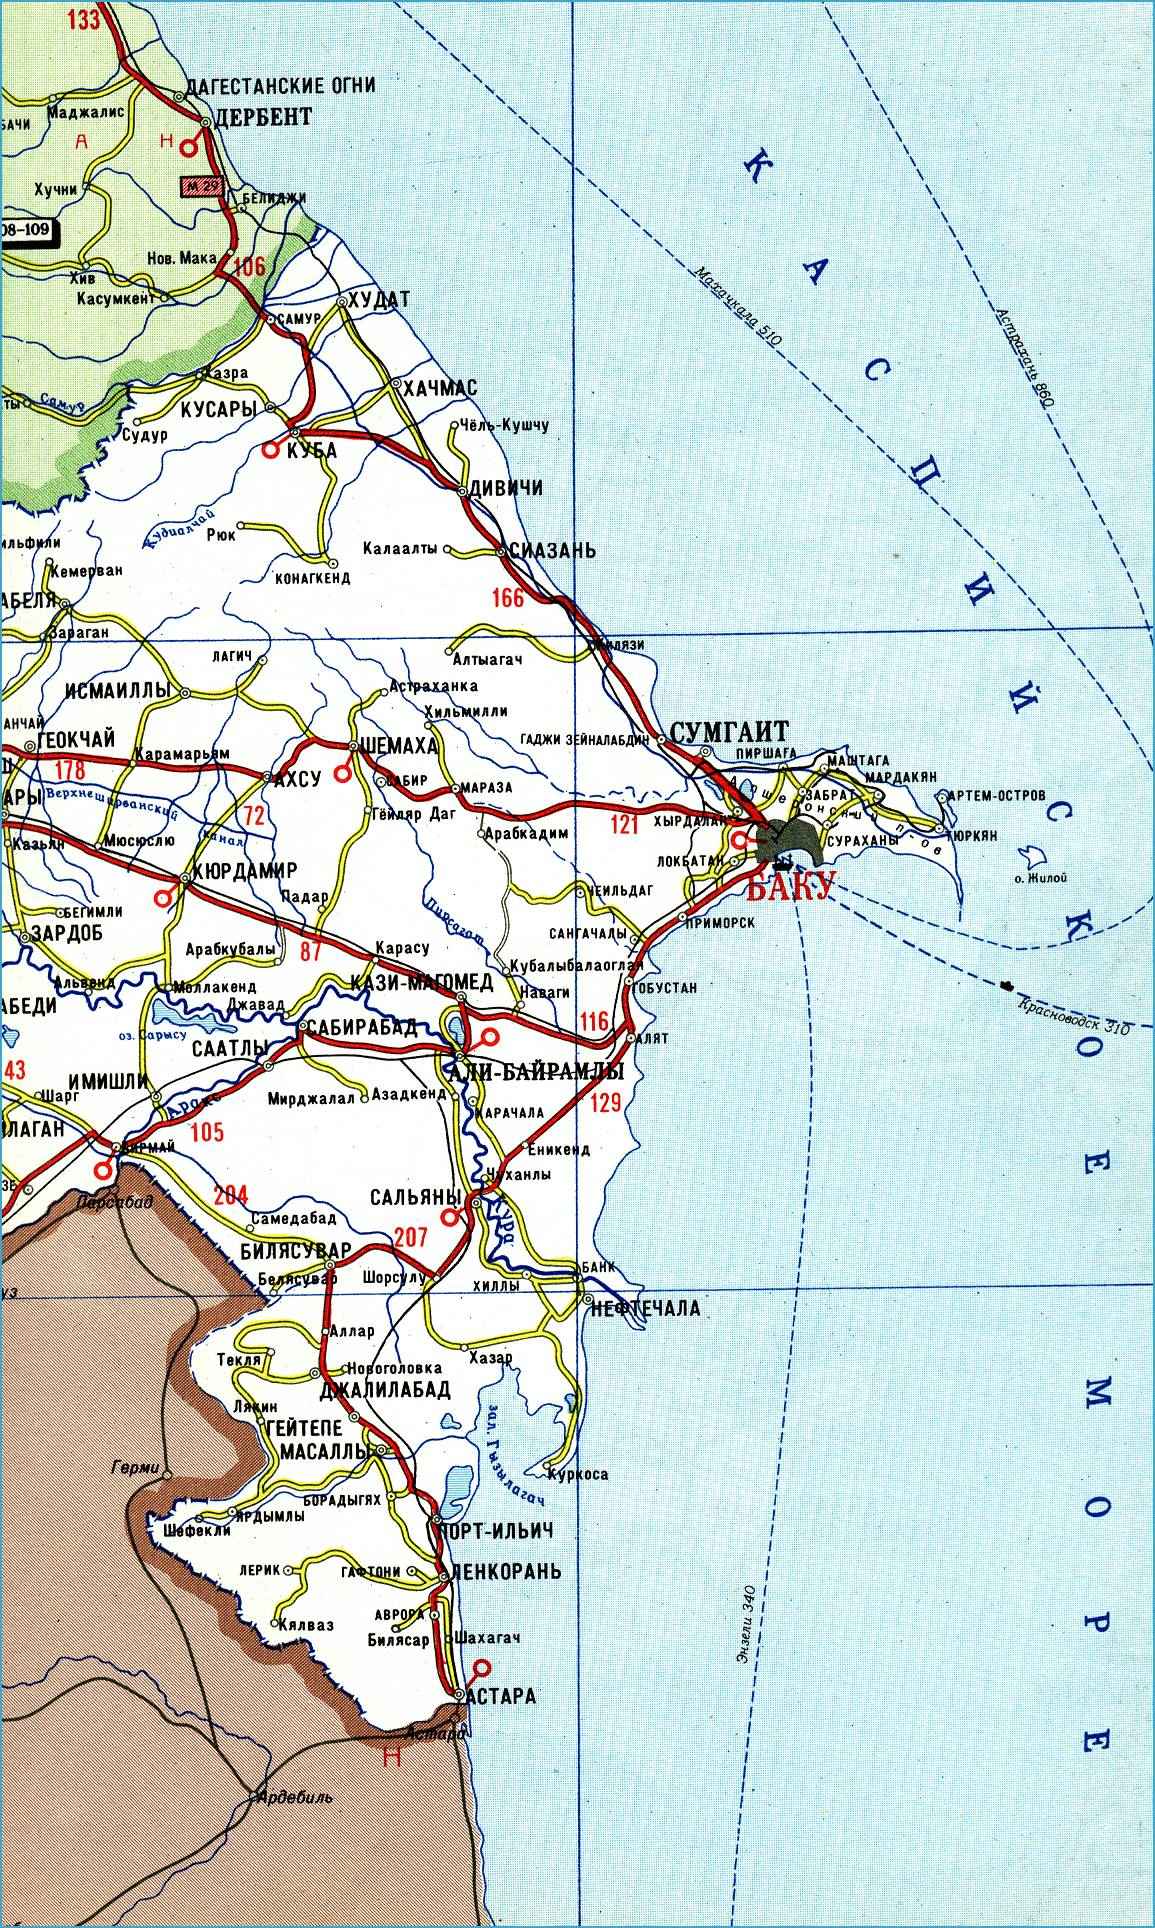 133
ДАГЕСТАНСКИЕ ОГНИ
Маджалис
ДЕРБЕНТ
БАЧИ
А
Н
Хучни
М 29
БЕЛИДЖИ
08-109
Нов. Мака
106
Хив
Касумкент
ХУДАТ
САМУР
Хазра
ХАЧМАС
Самур
КУСАРЫ
Судур
Чёль-Кушчу
КУБА
ДИВИЧИ
Кудиалчай
Рюк
Калаалты
СИАЗАНЬ
ильфили
Кемерван
КОНАГКЕНД
166
АБЕЛЯ
Зараган
Килязи
ЛАГИЧ
Алтыагач
ИСМАИЛЛЫ
Астраханка
Хильмилли
АНЧАЙ
ГЕОКЧАЙ
Карамарьям
ШЕМАХА
ГАДЖИ ЗЕЙНАЛАБДИН
СУМГАИТ
ПИРШАГА
МАШТАГА
МАРДАКЯН
178
АХСУ
САБИР
МАРАЗА
ЗАБРАТ
АРТЕМ-ОСТРОВ
АРЫ
Верхнеширванский
канал
72
Гёйляр Даг
121
ХЫРДАЛАН
Казьян
Мюсюслю
Арабкадим
СУРАХАНЫ
ТЮРКЯН
ЛОКБАТАН
о. Жилой
КЮРДАМИР
БАКУ
Падар
ЧЕИЛЬДАГ
БЕГИМЛИ
Пирсагат
ПРИМОРСК
ЗАРДОБ
Арабкубалы
87
Карасу
САНГАЧАЛЫ
Кубалыбалаоглан
Альвенд
Моллакенд
КАЗИ-МАГОМЕД
ГОБУСТАН
АБЕДИ
Джавад
Наваги
оз. Сарысу
САБИРАБАД
116
АЛЯТ
СААТЛЫ
43
ИМИШЛИ
АЛИ-БАЙРАМЛЫ
Шарг
Аракс
Мирджалал
Азадкенд
КАРАЧАЛА
129
ЛАГАН
105
БИРМАЙ
Еникенд
Чуханлы
Парсабад
204
САЛЬЯНЫ
Кура
Самедабад
207
БИЛЯСУВАР
Белясувар
Шорсулу
БАНК
ХИЛЛЫ
НЕФТЕЧАЛА
уз
Аллар
Текля
Новоголовка
Хазар
ДЖАЛИЛАБАД
Лякин
ГЕЙТЕПЕ
МАСАЛЛЫ
зал. Гызылагач
Герми
Куркоса
БОРАДЫГЯХ
ЯРДЫМЛЫ
Шефекли
ПОРТ-ИЛЬИЧ
ЛЕРИК
ГАФТОНИ
ЛЕНКОРАНЬ
Кялваз
АВРОРА
Билясар
Шахагач
АСТАРА
Астара
Н
Ардебиль
Махачкала 510
Астрахань 860
Красноводск 310
Энзели 340
КАСПИЙСКОЕ МОРЕ